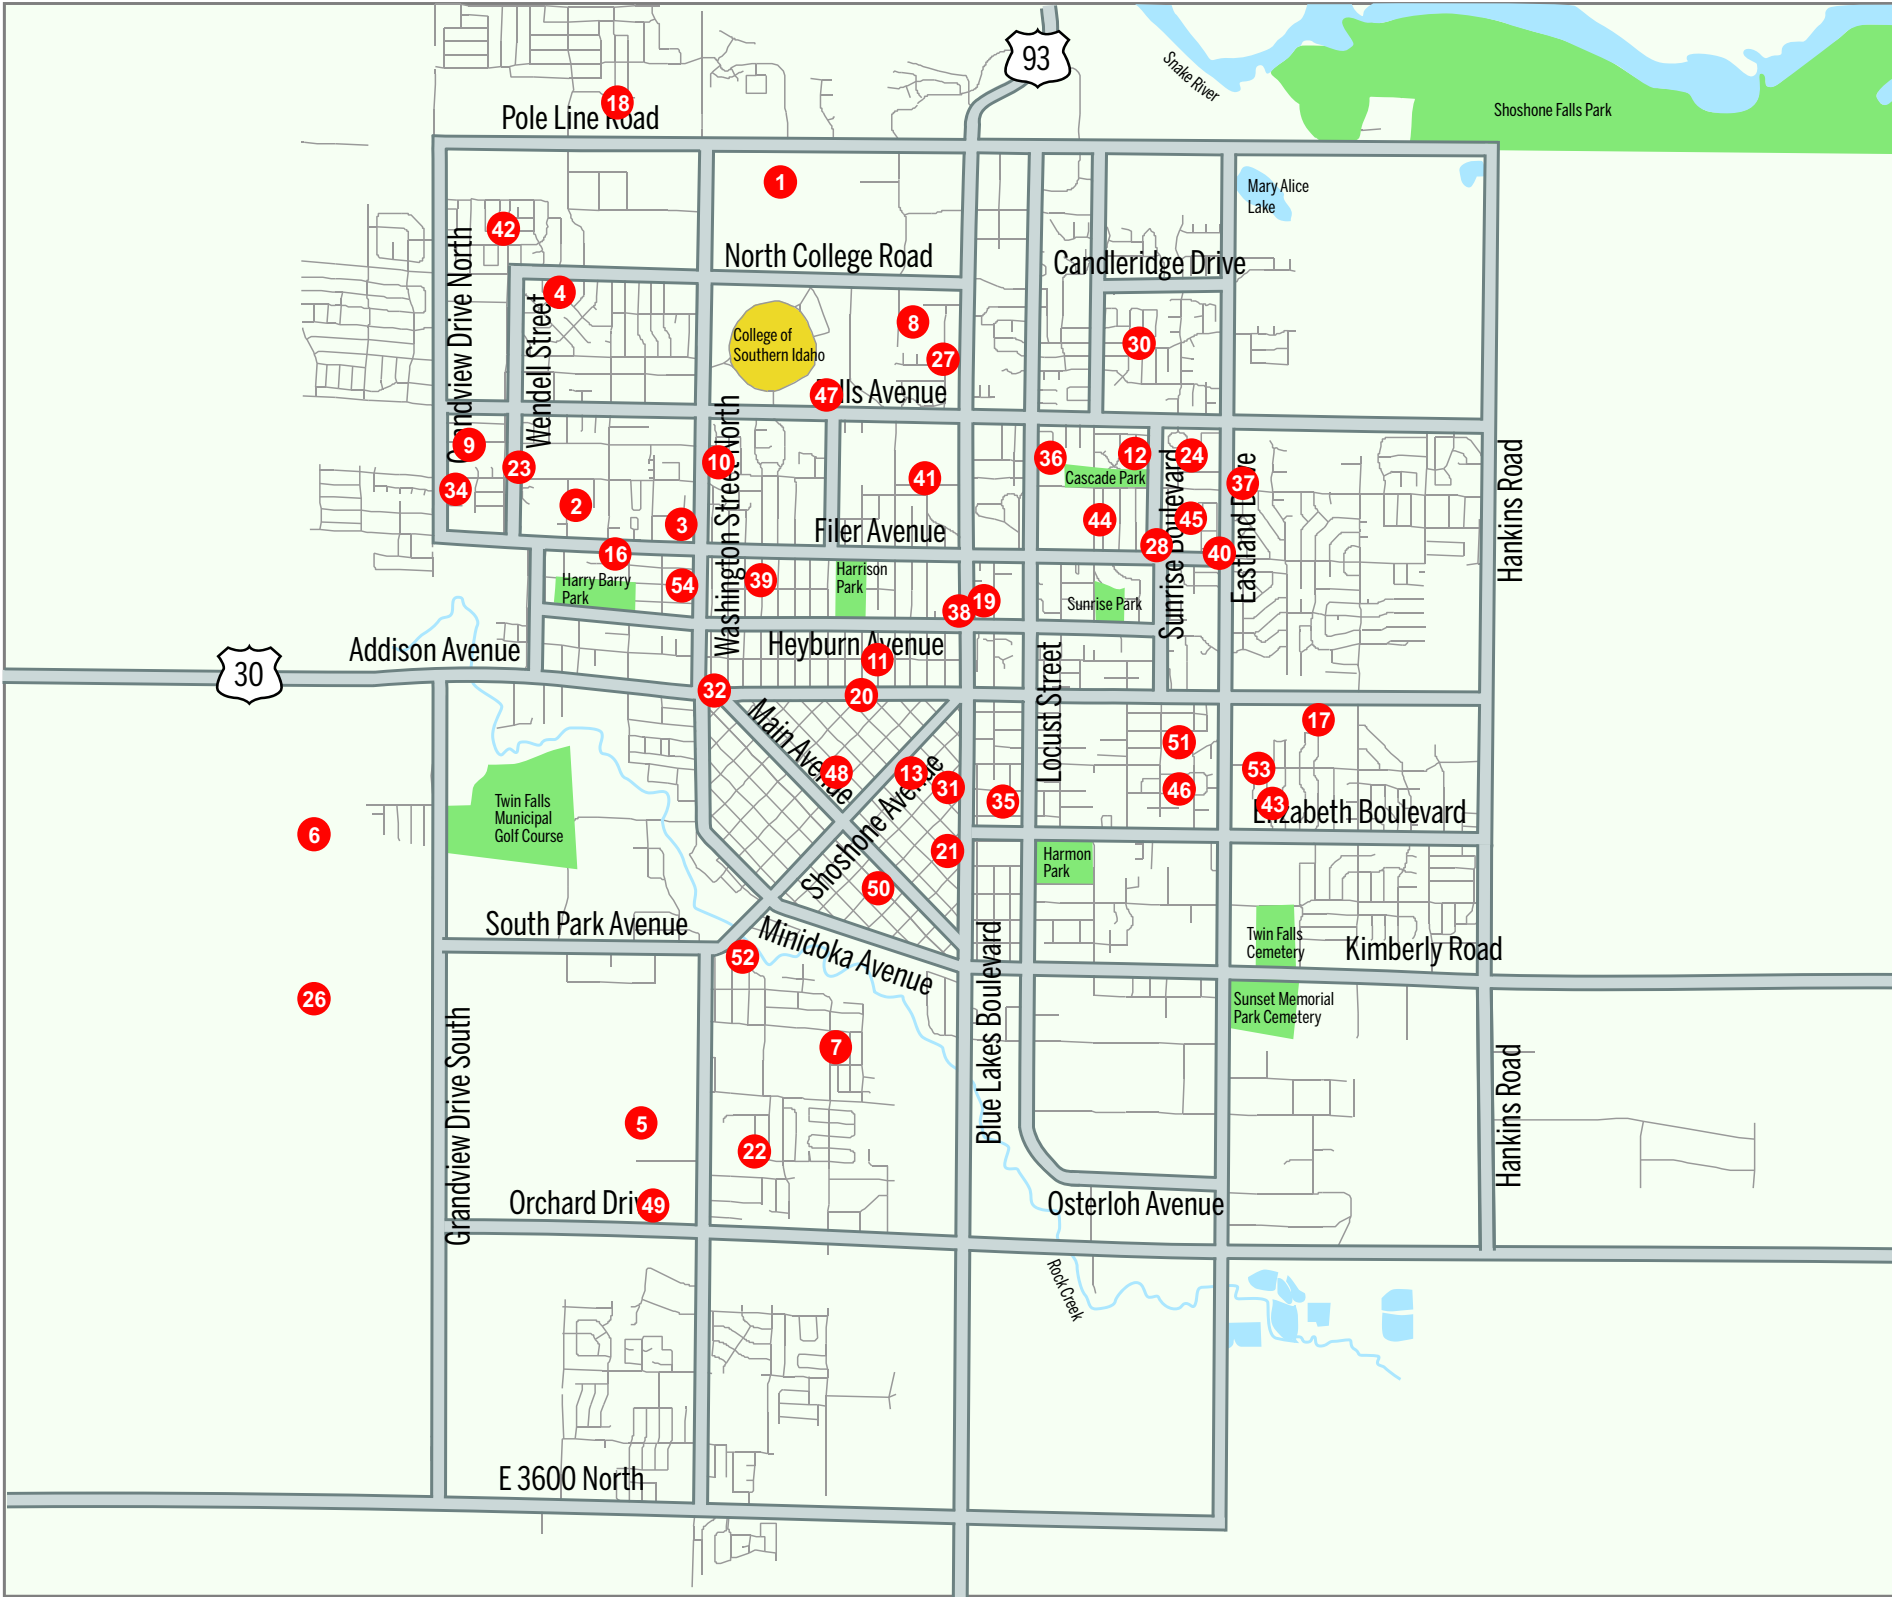 93
Snake River
18
Pole Line Road
Shoshone Falls Park
1
Mary Alice
Lake
42
Grandview Drive North
North College Road
Candleridge Drive
4
Wendell Street
College of
Southern Idaho
8
27
30
47
Falls Avenue
9
23
34
2
3
10
Washington Street North
41
36
12
24
Cascade Park
37
44
45
Sunrise Boulevard
Eastland Drive
Hankins Road
Filer Avenue
28
40
16
Harry Barry
Park
54
39
Harrison
Park
38
19
Sunrise Park
Addison Avenue
30
Heyburn Avenue
11
32
20
Locust Street
Main Avenue
48
13
Shoshone Avenue
31
35
51
46
17
53
43
Elizabeth Boulevard
Twin Falls
Municipal
Golf Course
6
21
50
Harmon
Park
South Park Avenue
Minidoka Avenue
52
Twin Falls
Cemetery
Kimberly Road
26
Sunset Memorial
Park Cemetery
Grandview Drive South
Blue Lakes Boulevard
7
Hankins Road
5
22
Orchard Drive
49
Osterloh Avenue
Rock Creek
E 3600 North